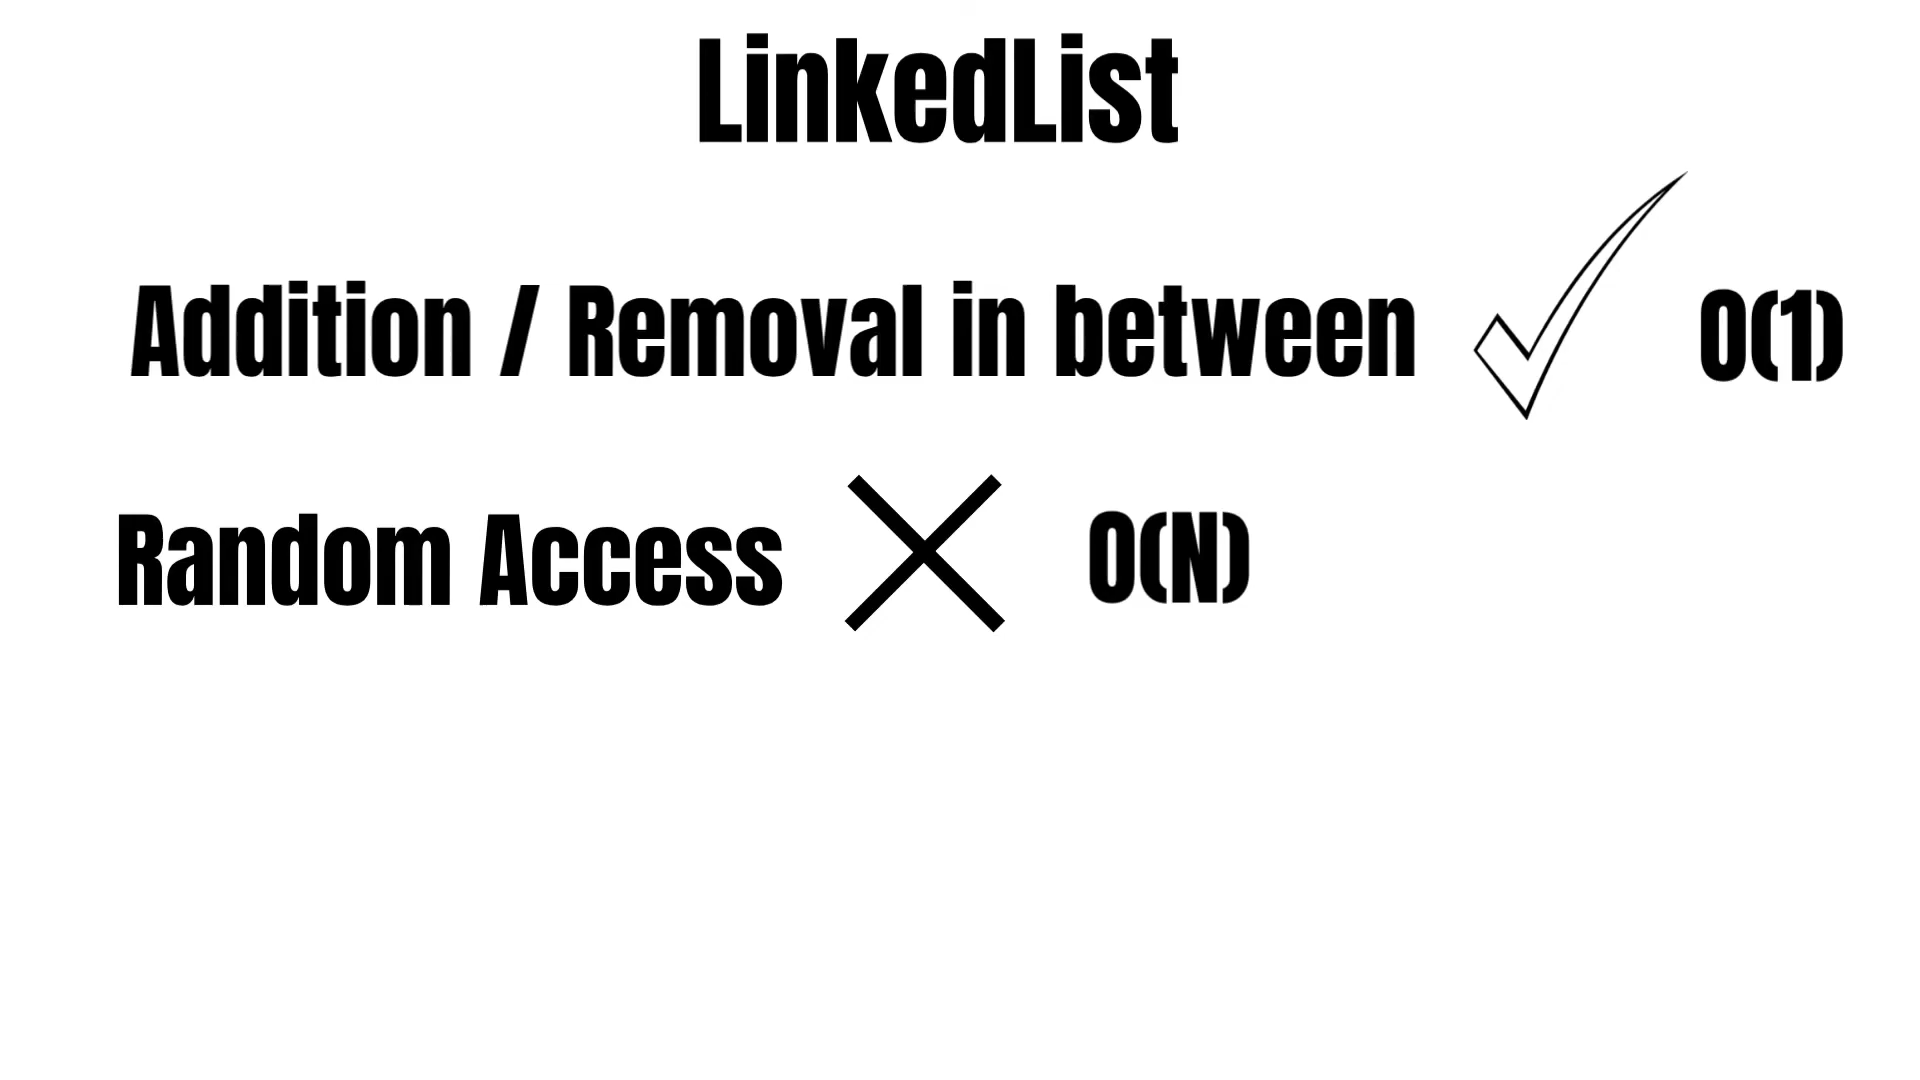 LinkedList
Addition / Removal in between O(1)
Random Access O(N)